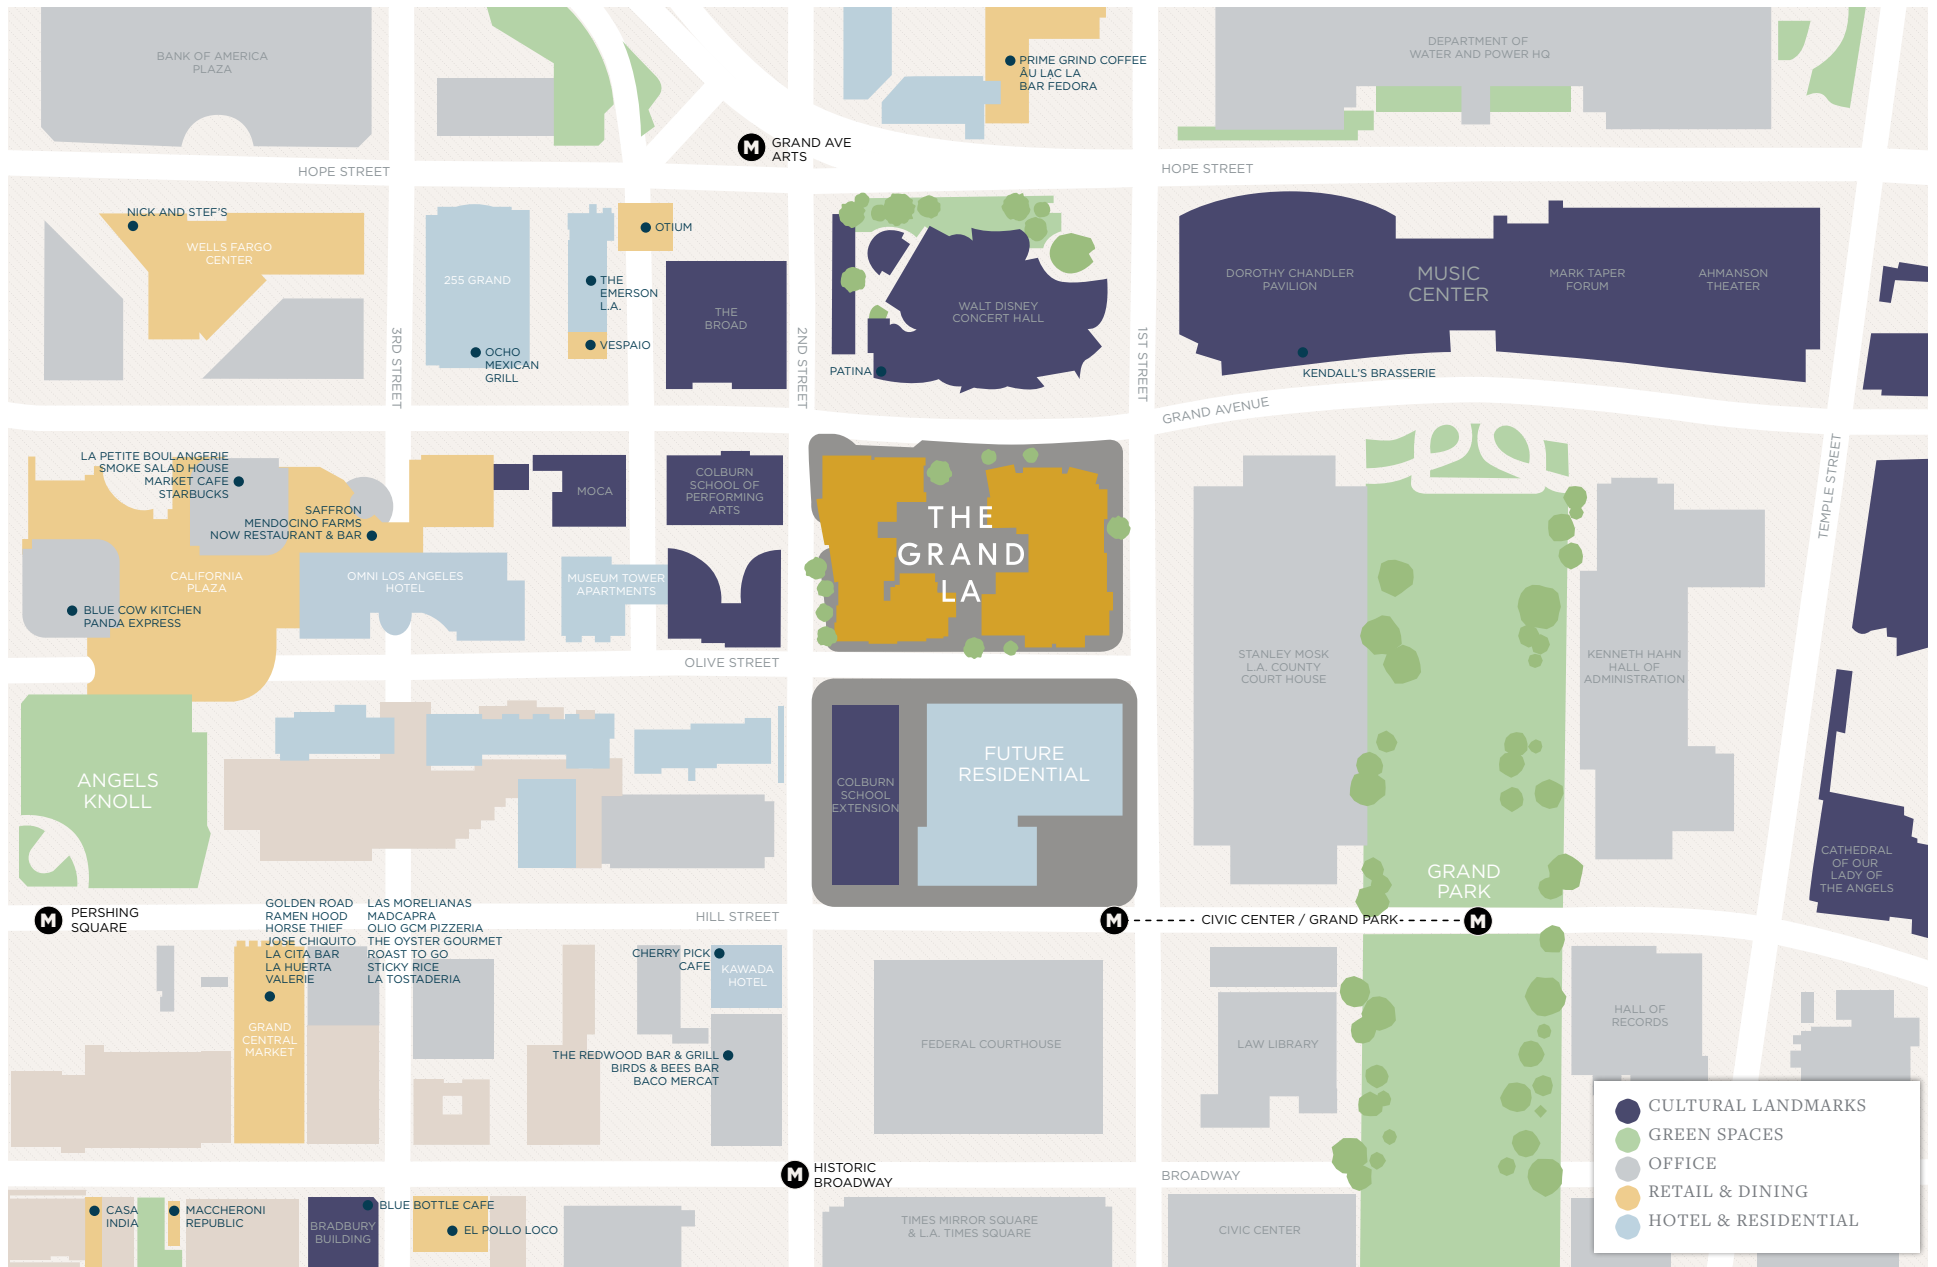 BANK OF AMERICA
PLAZA
PRIME GRIND COFFEE
ÂU LẠC LA
BAR FEDORA
DEPARTMENT OF
WATER AND POWER HQ
M
GRAND AVE
ARTS
HOPE STREET
HOPE STREET
NICK AND STEF'S
WELLS FARGO
CENTER
255 GRAND
OTIUM
THE
EMERSON
L.A.
VESPAIO
OCHO
MEXICAN
GRILL
THE
BROAD
WALT DISNEY
CONCERT HALL
PATINA
DOROTHY CHANDLER
PAVILION
MUSIC
CENTER
MARK TAPER
FORUM
AHMANSON
THEATER
KENDALL'S BRASSERIE
3RD STREET
2ND STREET
1ST STREET
GRAND AVENUE
TEMPLE STREET
LA PETITE BOULANGERIE
SMOKE SALAD HOUSE
MARKET CAFE
STARBUCKS
SAFFRON
MENDOCINO FARMS
NOW RESTAURANT & BAR
MOCA
COLBURN
SCHOOL OF
PERFORMING
ARTS
THE
GRAND
LA
CALIFORNIA
PLAZA
OMNI LOS ANGELES
HOTEL
MUSEUM TOWER
APARTMENTS
BLUE COW KITCHEN
PANDA EXPRESS
OLIVE STREET
STANLEY MOSK
L.A. COUNTY
COURT HOUSE
KENNETH HAHN
HALL OF
ADMINISTRATION
ANGELS
KNOLL
COLBURN
SCHOOL
EXTENSION
FUTURE
RESIDENTIAL
GRAND
PARK
CATHEDRAL
OF OUR
LADY OF
THE ANGELS
M
PERSHING
SQUARE
HILL STREET
M
CIVIC CENTER / GRAND PARK
M
GOLDEN ROAD
RAMEN HOOD
HORSE THIEF
JOSE CHIQUITO
LA CITA BAR
LA HUERTA
VALERIE
LAS MORELIANAS
MADCAPRA
OLIO GCM PIZZERIA
THE OYSTER GOURMET
ROAST TO GO
STICKY RICE
LA TOSTADERIA
CHERRY PICK
CAFE
KAWADA
HOTEL
GRAND
CENTRAL
MARKET
THE REDWOOD BAR & GRILL
BIRDS & BEES BAR
BACO MERCAT
FEDERAL COURTHOUSE
LAW LIBRARY
HALL OF
RECORDS
M
HISTORIC
BROADWAY
BROADWAY
CASA
INDIA
MACCHERONI
REPUBLIC
BRADBURY
BUILDING
BLUE BOTTLE CAFE
EL POLLO LOCO
TIMES MIRROR SQUARE
& L.A. TIMES SQUARE
CIVIC CENTER
CULTURAL LANDMARKS
GREEN SPACES
OFFICE
RETAIL & DINING
HOTEL & RESIDENTIAL